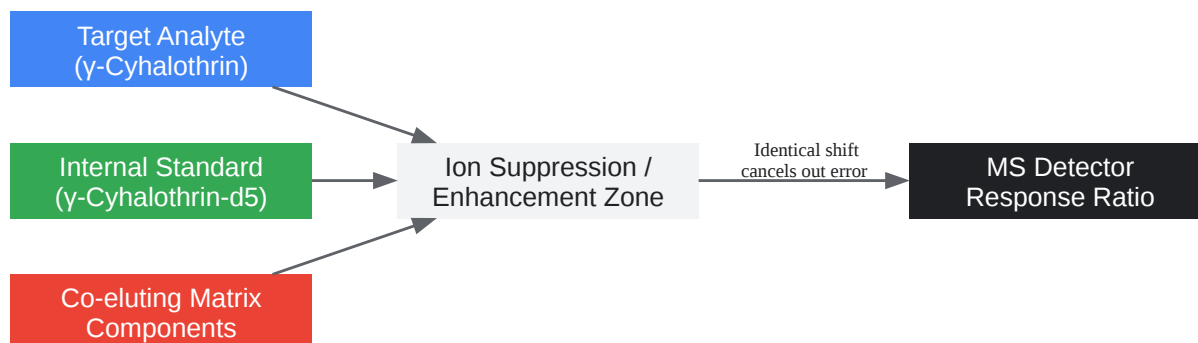 Target Analyte
(γ-Cyhalothrin)
Internal Standard
(γ-Cyhalothrin-d5)
Co-eluting Matrix
Components
Ion Suppression /
Enhancement Zone
Identical shift
cancels out error
MS Detector
Response Ratio